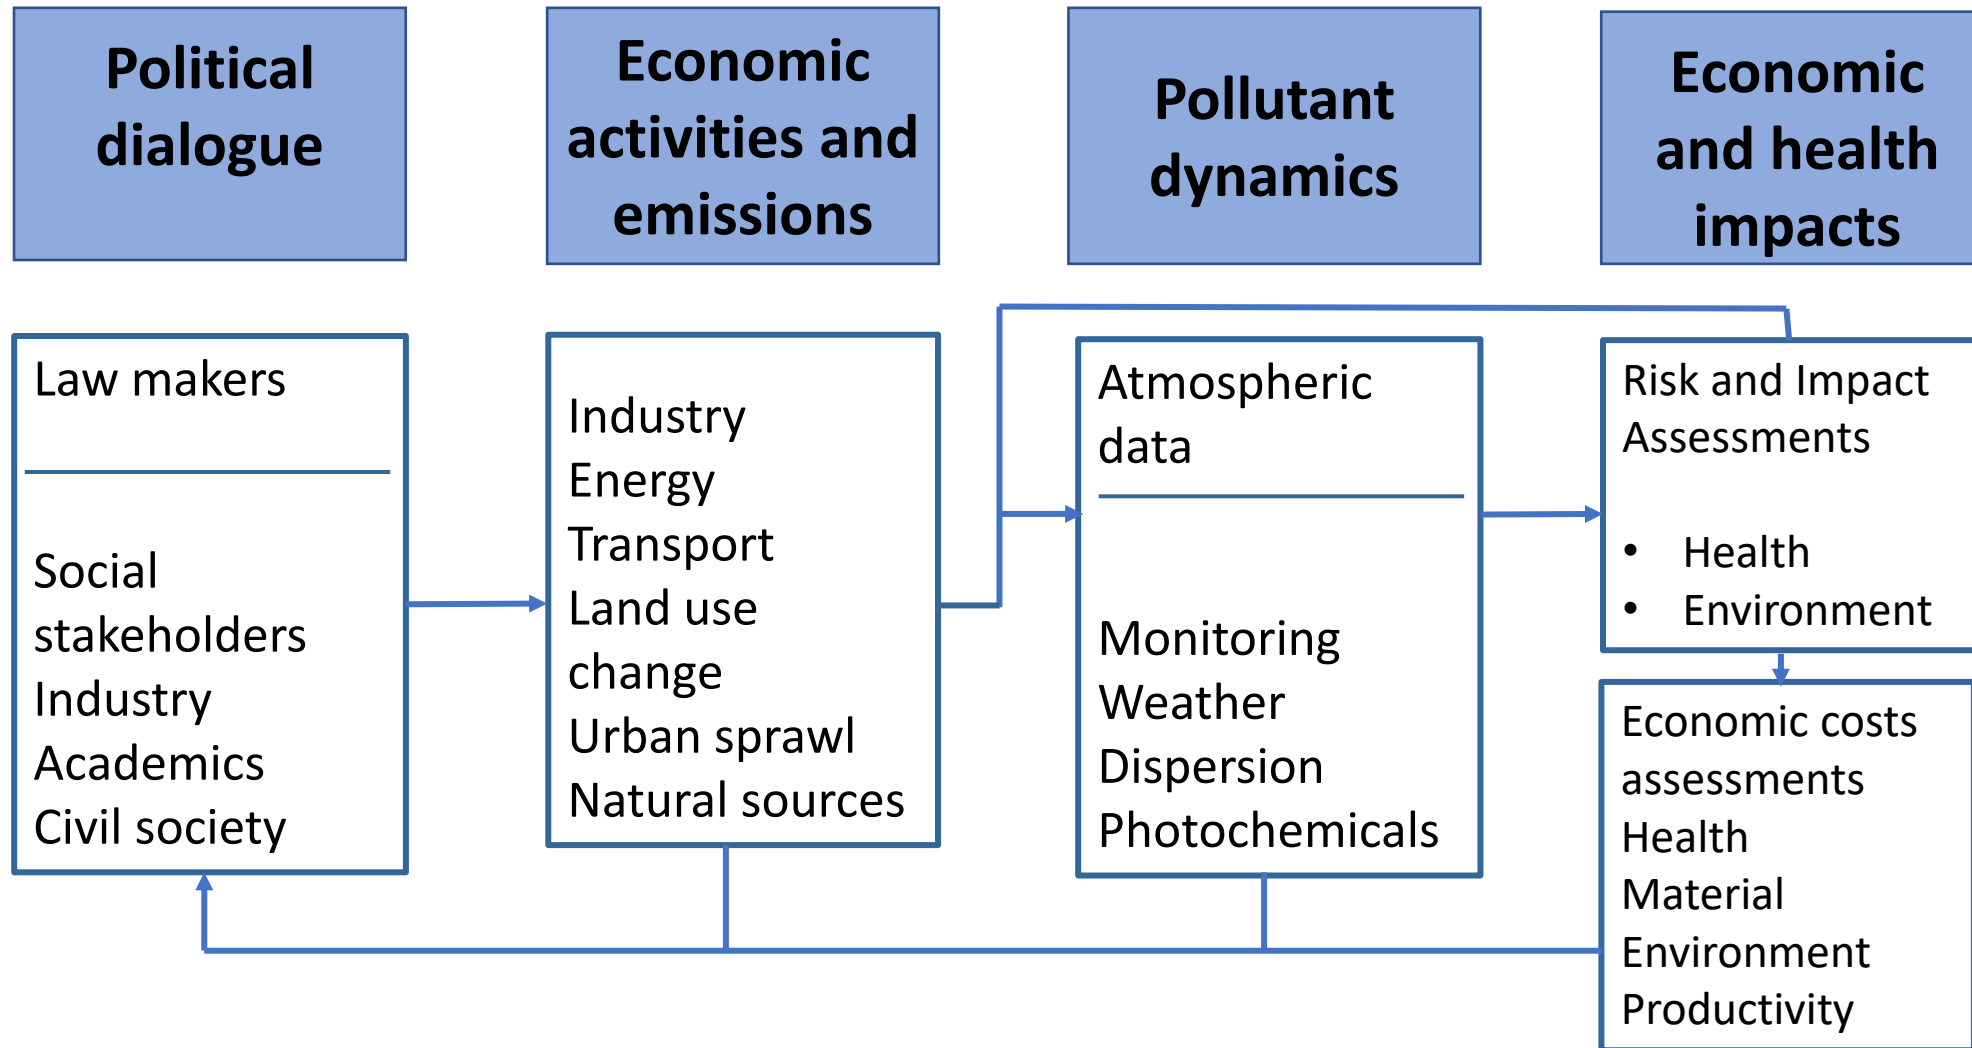 Political
dialogue
Economic
activities and
emissions
Pollutant
dynamics
Economic
and health
impacts
Law makers
Social
stakeholders
Industry
Academics
Civil society
Industry
Energy
Transport
Land use
change
Urban sprawl
Natural sources
Atmospheric
data
Monitoring
Weather
Dispersion
Photochemicals
Risk and Impact
Assessments
• Health
• Environment
Economic costs
assessments
Health
Material
Environment
Productivity